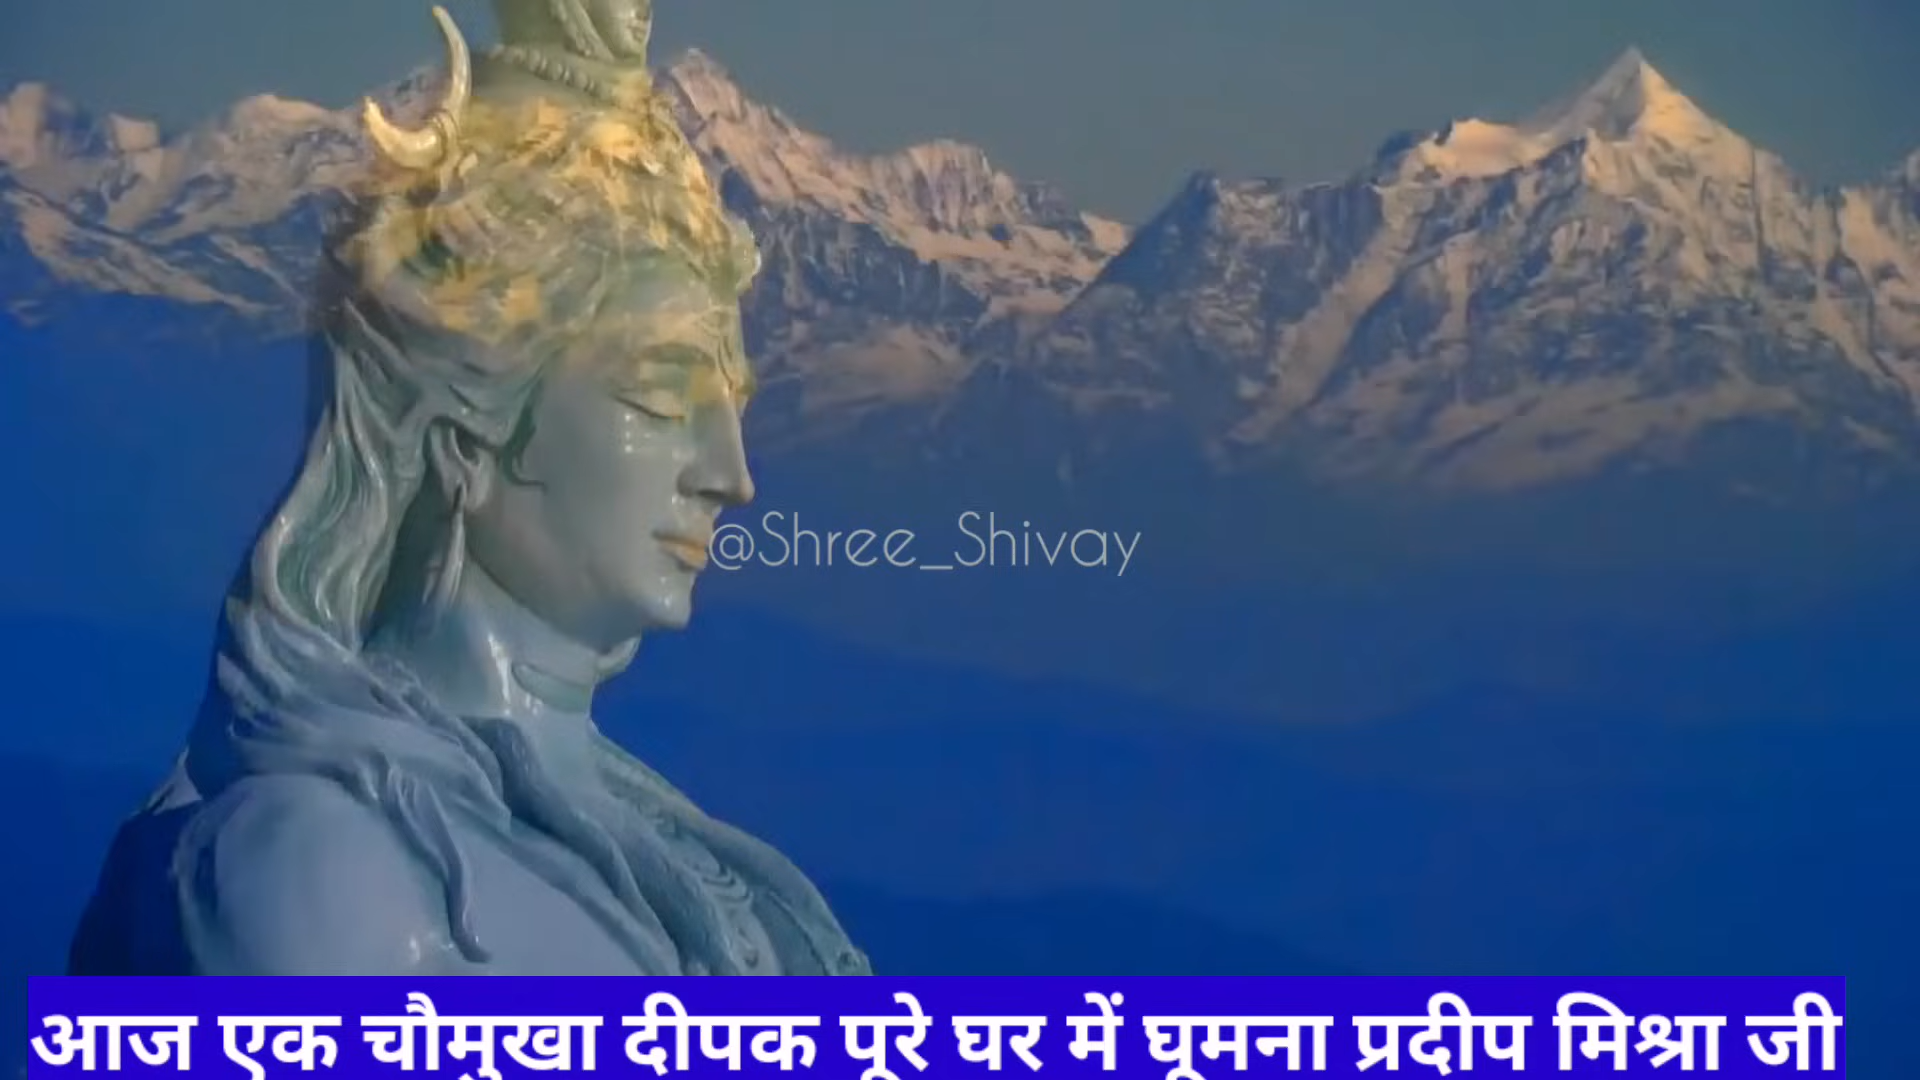 @Shree_Shivay
आज एक चौमुखा दीपक पूरे घर में घूमना प्रदीप मिश्रा जी